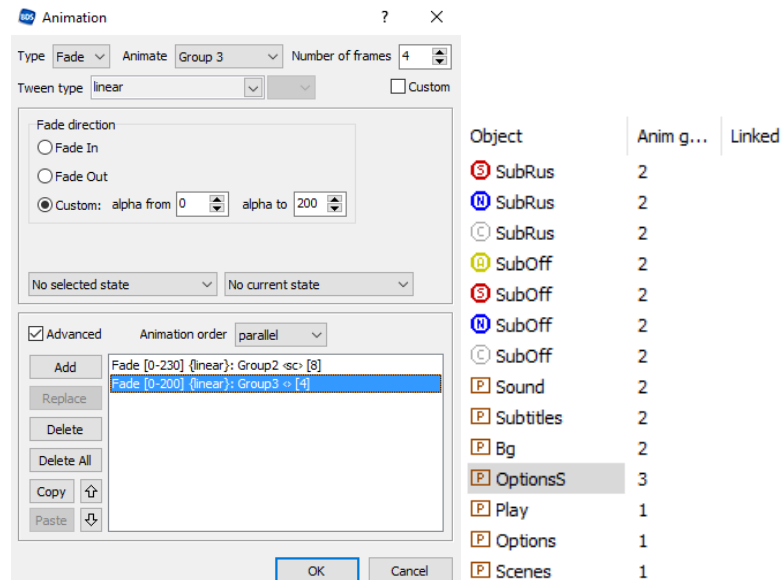 BDS Animation ? ×
Type Fade Animate Group 3 Number of frames 4
Tween type linear Custom
Fade direction
Fade In
Fade Out
Custom: alpha from 0 alpha to 200
No selected state No current state
Advanced Animation order parallel
Add
Replace
Delete
Delete All
Copy
Paste
Fade [0-230] {linear}: Group2 <sc> [8]
Fade [0-200] {linear}: Group3 <> [4]
OK Cancel
Object Anim g... Linked
S SubRus 2
N SubRus 2
C SubRus 2
A SubOff 2
S SubOff 2
N SubOff 2
C SubOff 2
P Sound 2
P Subtitles 2
P Bg 2
P OptionsS 3
P Play 1
P Options 1
P Scenes 1